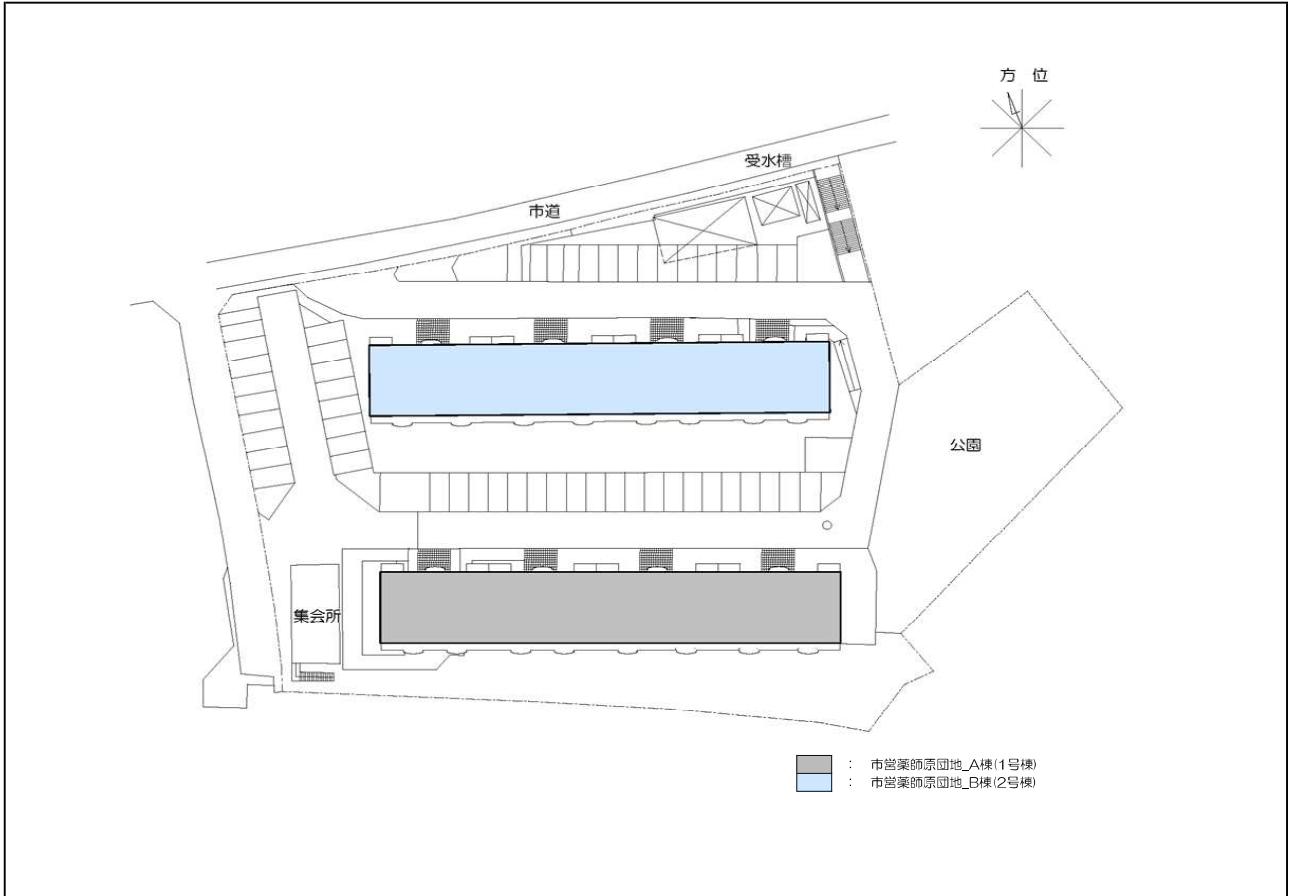 方 位
受水槽
市道
公園
集会所
： 市営薬師原団地_A棟(1号棟)
： 市営薬師原団地_B棟(2号棟)